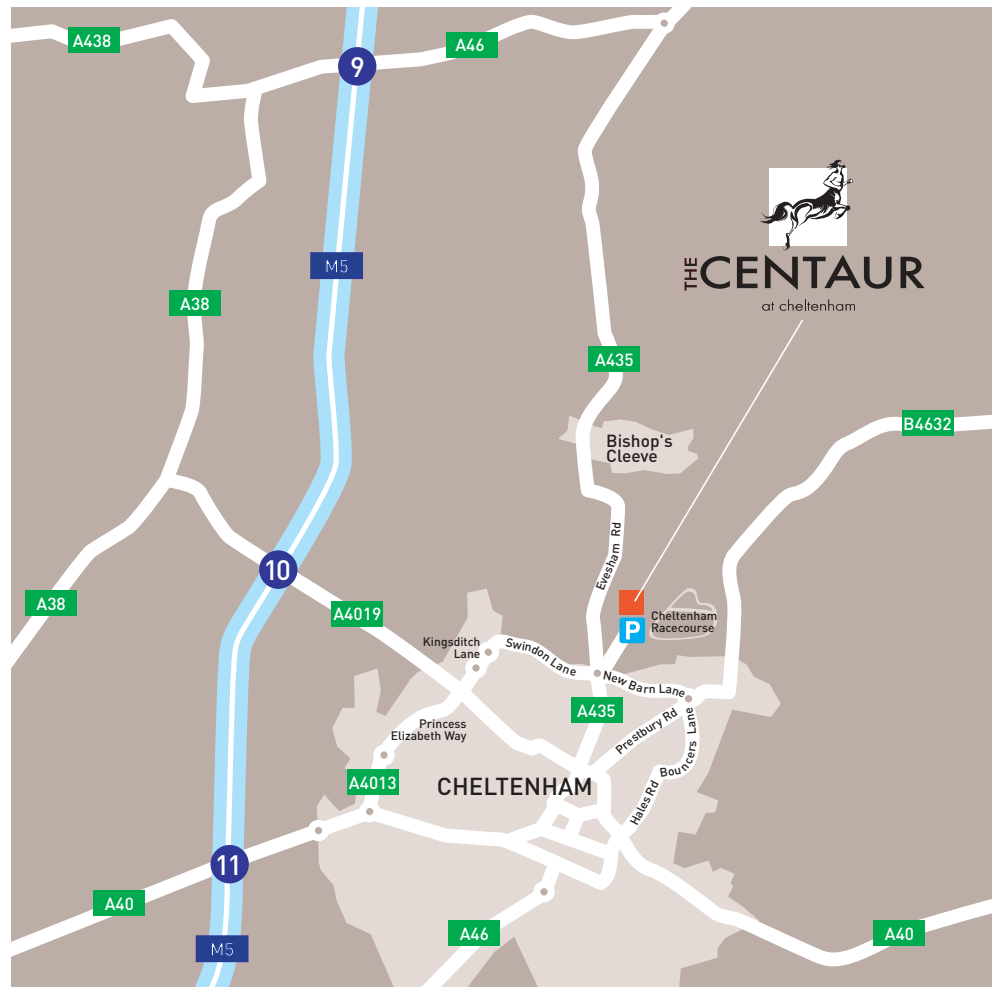 A438
A46
9
M5
THE CENTAUR
at cheltenham
A38
A435
B4632
Bishop's
Cleeve
Evesham Rd
10
A38
A4019
Cheltenham
Racecourse
P
Kingsditch
Lane
Swindon Lane
New Barn Lane
A435
Princess
Elizabeth Way
Prestbury Rd
Bouncers Lane
A4013
CHELTENHAM
Hales Rd
11
A40
A46
A40
M5